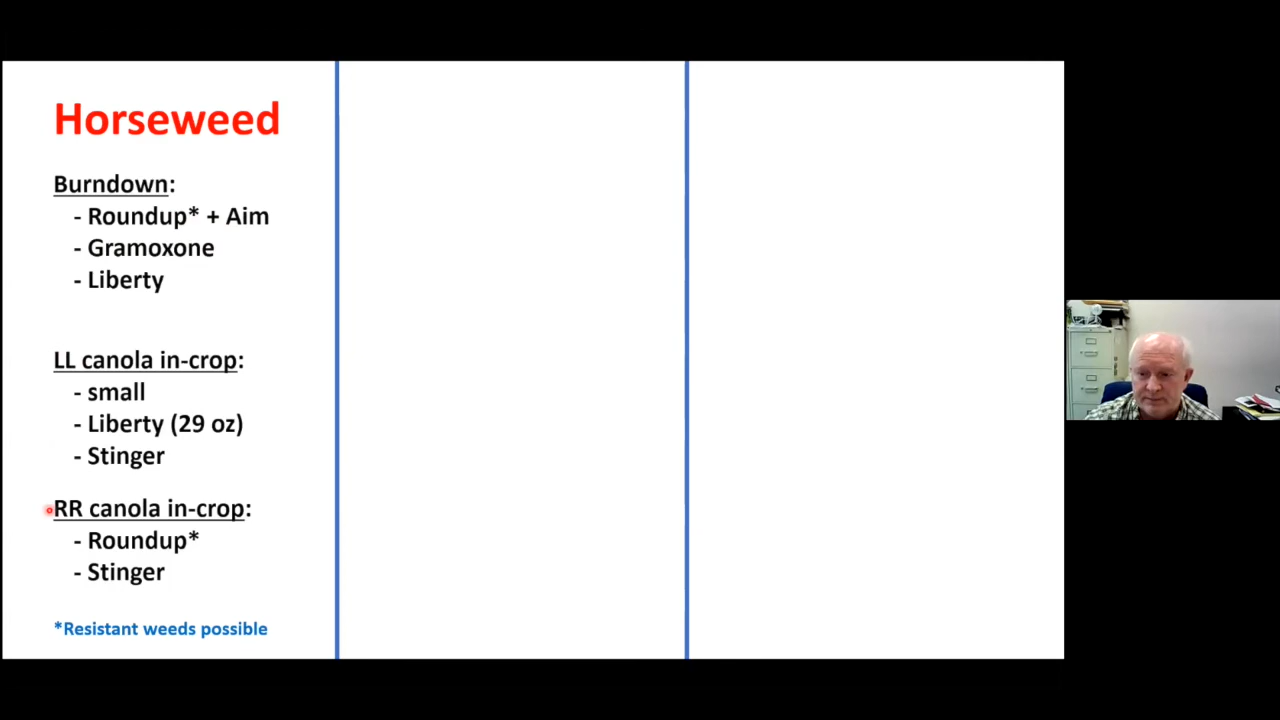 Horseweed
Burndown:
- Roundup* + Aim
- Gramoxone
- Liberty
LL canola in-crop:
- small
- Liberty (29 oz)
- Stinger
RR canola in-crop:
- Roundup*
- Stinger
*Resistant weeds possible